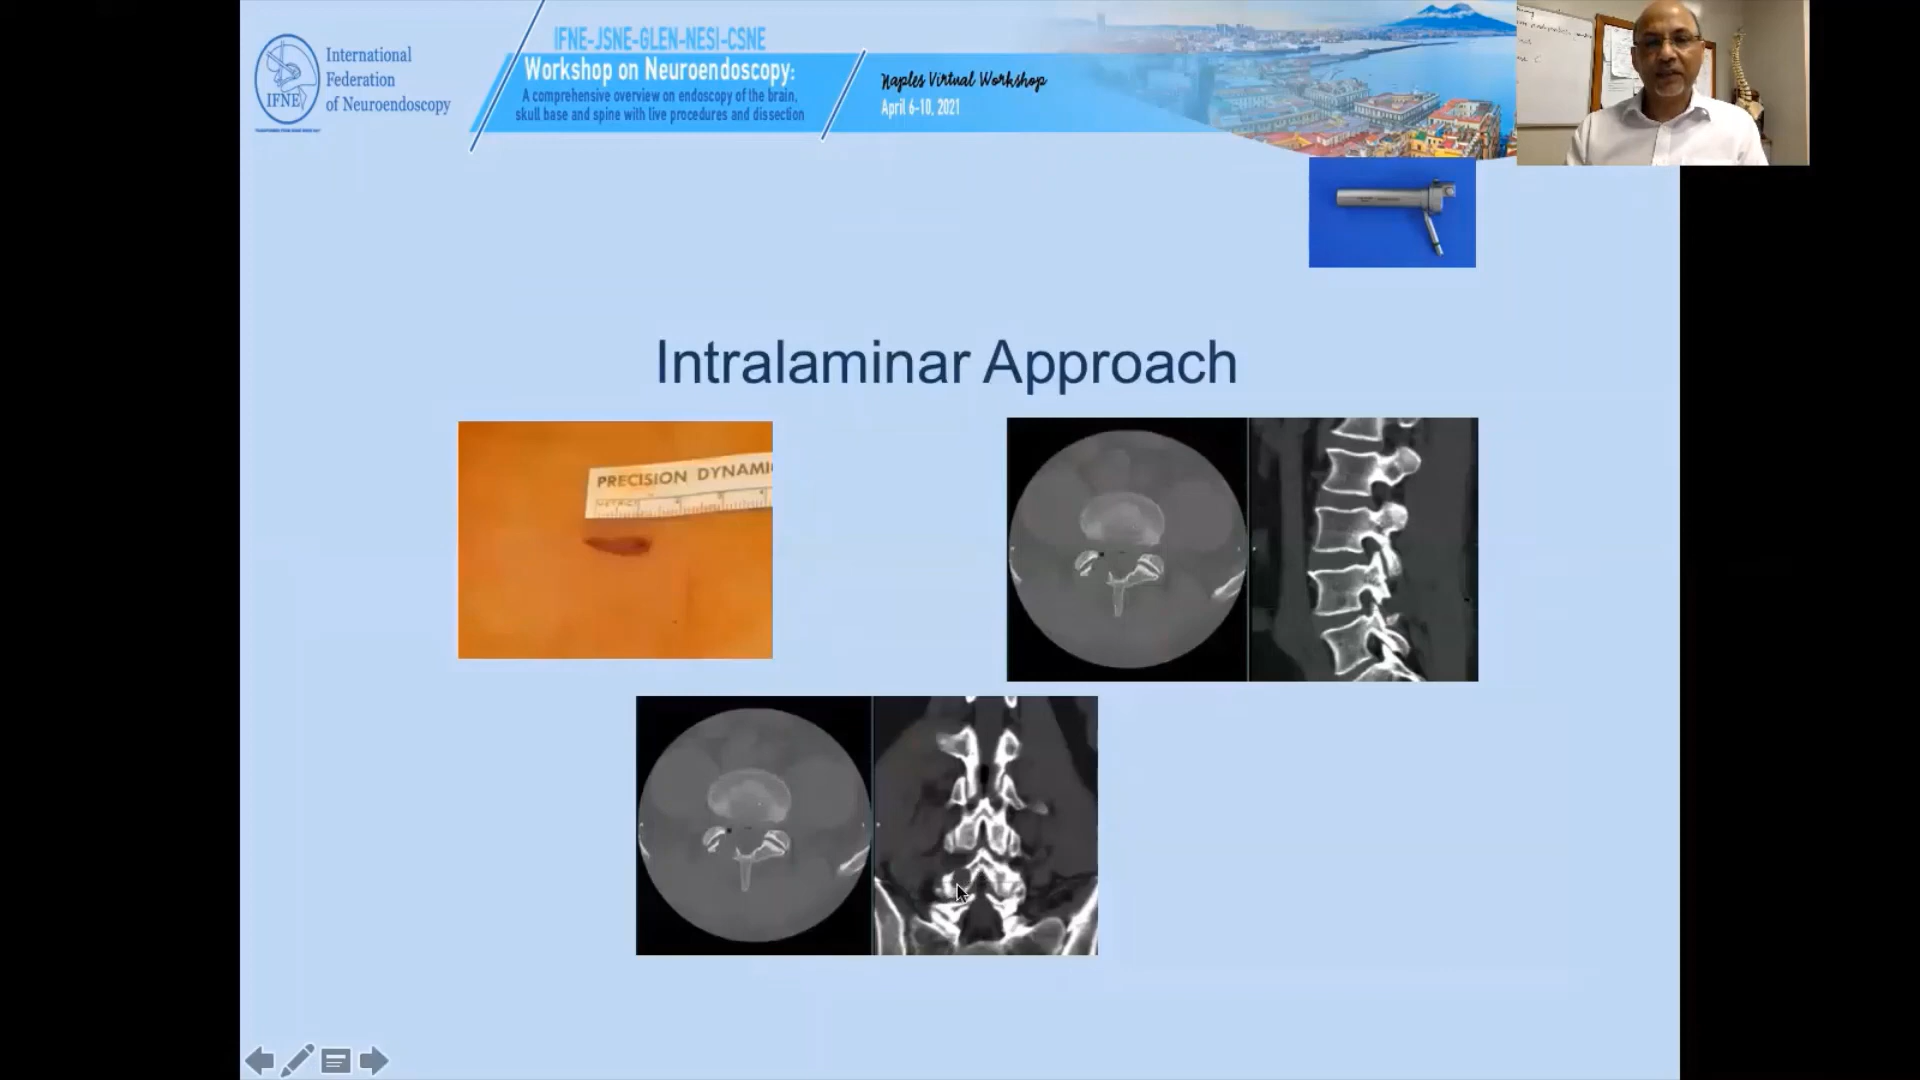 International
Federation
of Neuroendoscopy
IFNE
IFNE-JSNE-GLEN-NESI-CSNE
Workshop on Neuroendoscopy:
A comprehensive overview on endoscopy of the brain,
skull base and spine with live procedures and dissection
Naples Virtual Workshop
April 6-10, 2021
Intralaminar Approach
PRECISION DYNAMI
METRIC